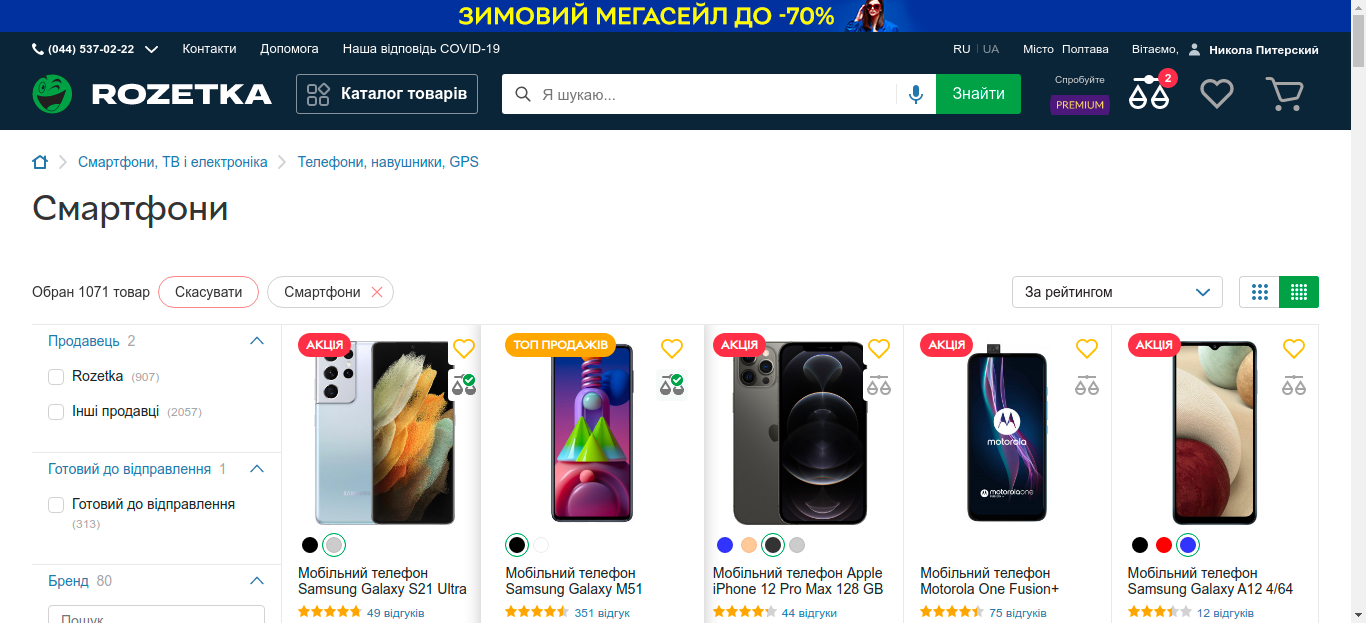 ЗИМОВИЙ МЕГАСЕЙЛ ДО -70%
(044) 537-02-22 Контакти Допомога Наша відповідь COVID-19 RU | UA Місто Полтава Вітаємо, Никола Питерский
ROZETKA Каталог товарів Я шукаю... Знайти Спробуйте PREMIUM 2
Смартфони, ТВ і електроніка Телефони, навушники, GPS
Смартфони
Обран 1071 товар Скасувати Смартфони За рейтингом
Продавець 2
Rozetka (907)
Інші продавці (2057)
Готовий до відправлення 1
Готовий до відправлення
(313)
Бренд 80
Пошук
АКЦІЯ
SAMSUNG
Мобільний телефон
Samsung Galaxy S21 Ultra
49 відгуків
ТОП ПРОДАЖІВ
Мобільний телефон
Samsung Galaxy M51
351 відгук
АКЦІЯ
Мобільний телефон Apple
iPhone 12 Pro Max 128 GB
44 відгуки
АКЦІЯ
motorola
motorola one
Мобільний телефон
Motorola One Fusion+
75 відгуків
АКЦІЯ
Мобільний телефон
Samsung Galaxy A12 4/64
12 відгуків